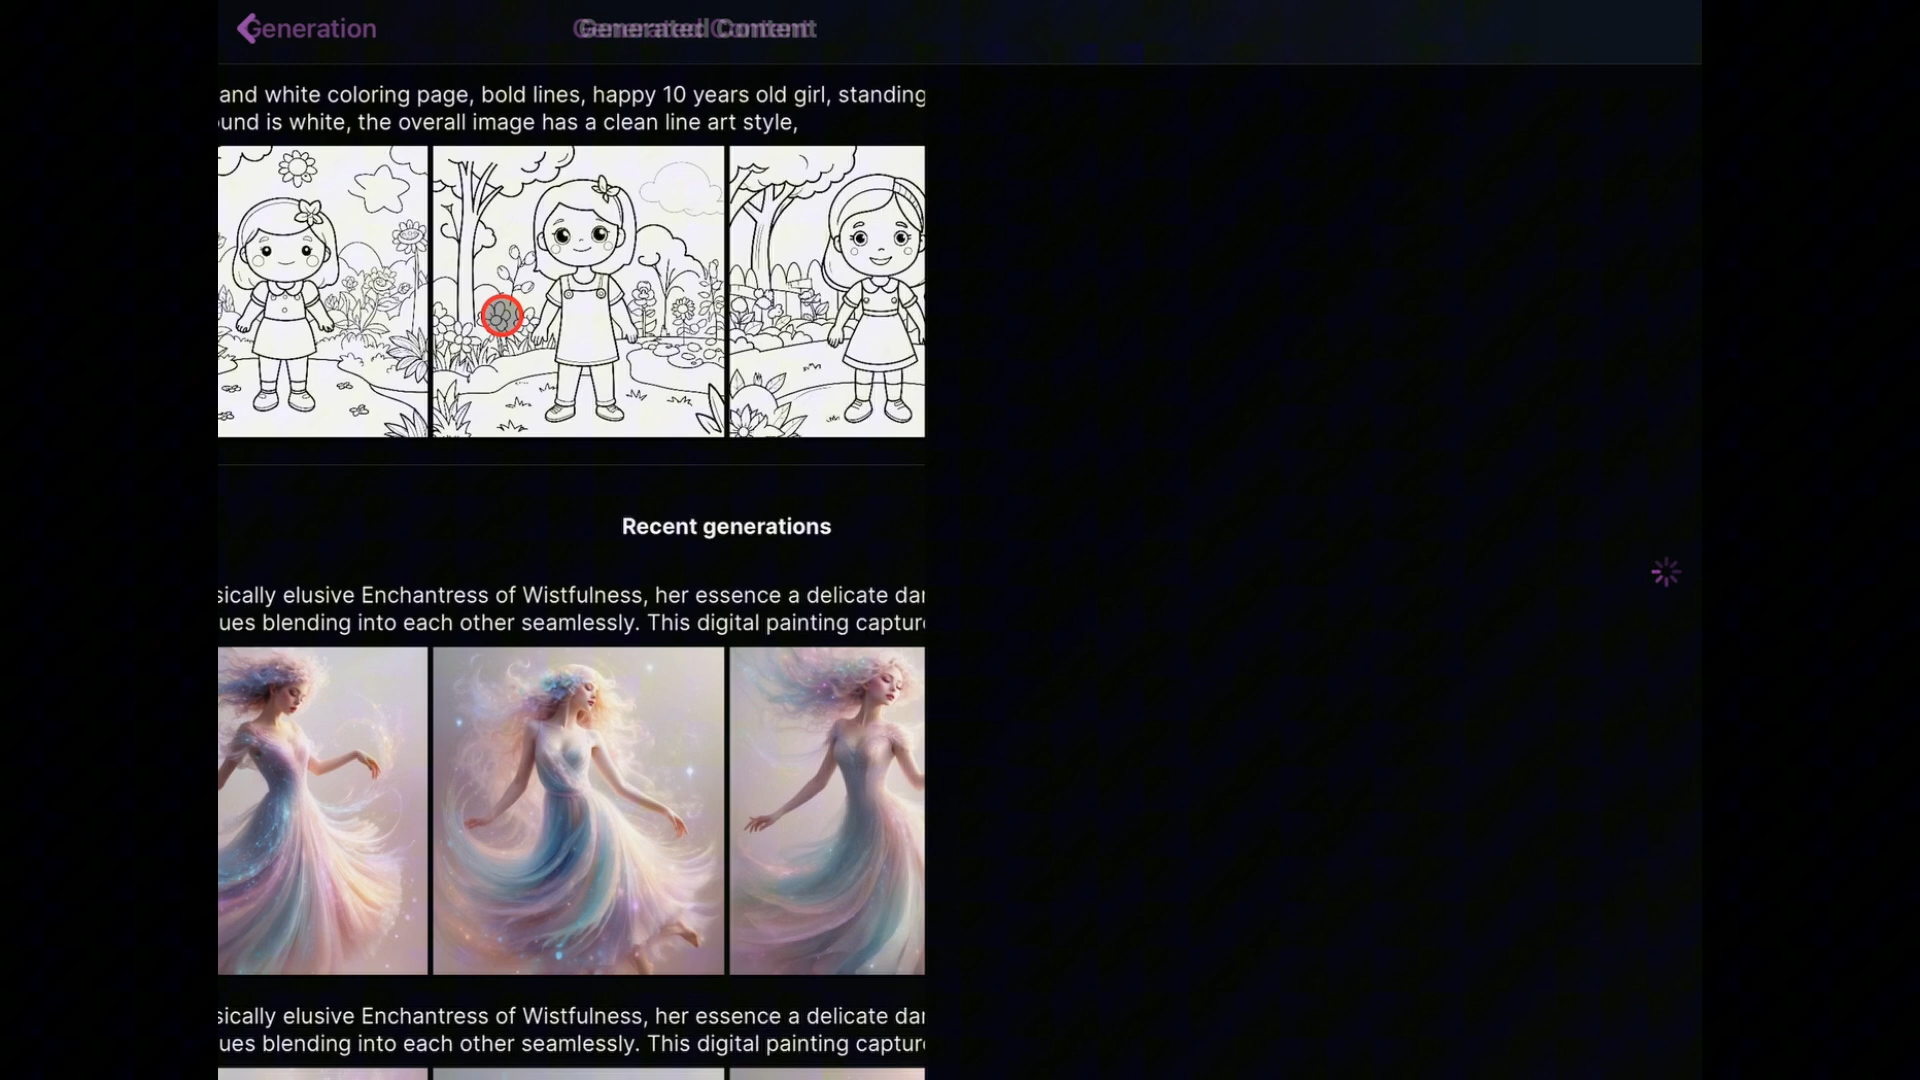 Generation
Generated Content
and white coloring page, bold lines, happy 10 years old girl, standing
und is white, the overall image has a clean line art style,
Recent generations
sically elusive Enchantress of Wistfulness, her essence a delicate dar
ues blending into each other seamlessly. This digital painting captur
sically elusive Enchantress of Wistfulness, her essence a delicate dar
ues blending into each other seamlessly. This digital painting captur